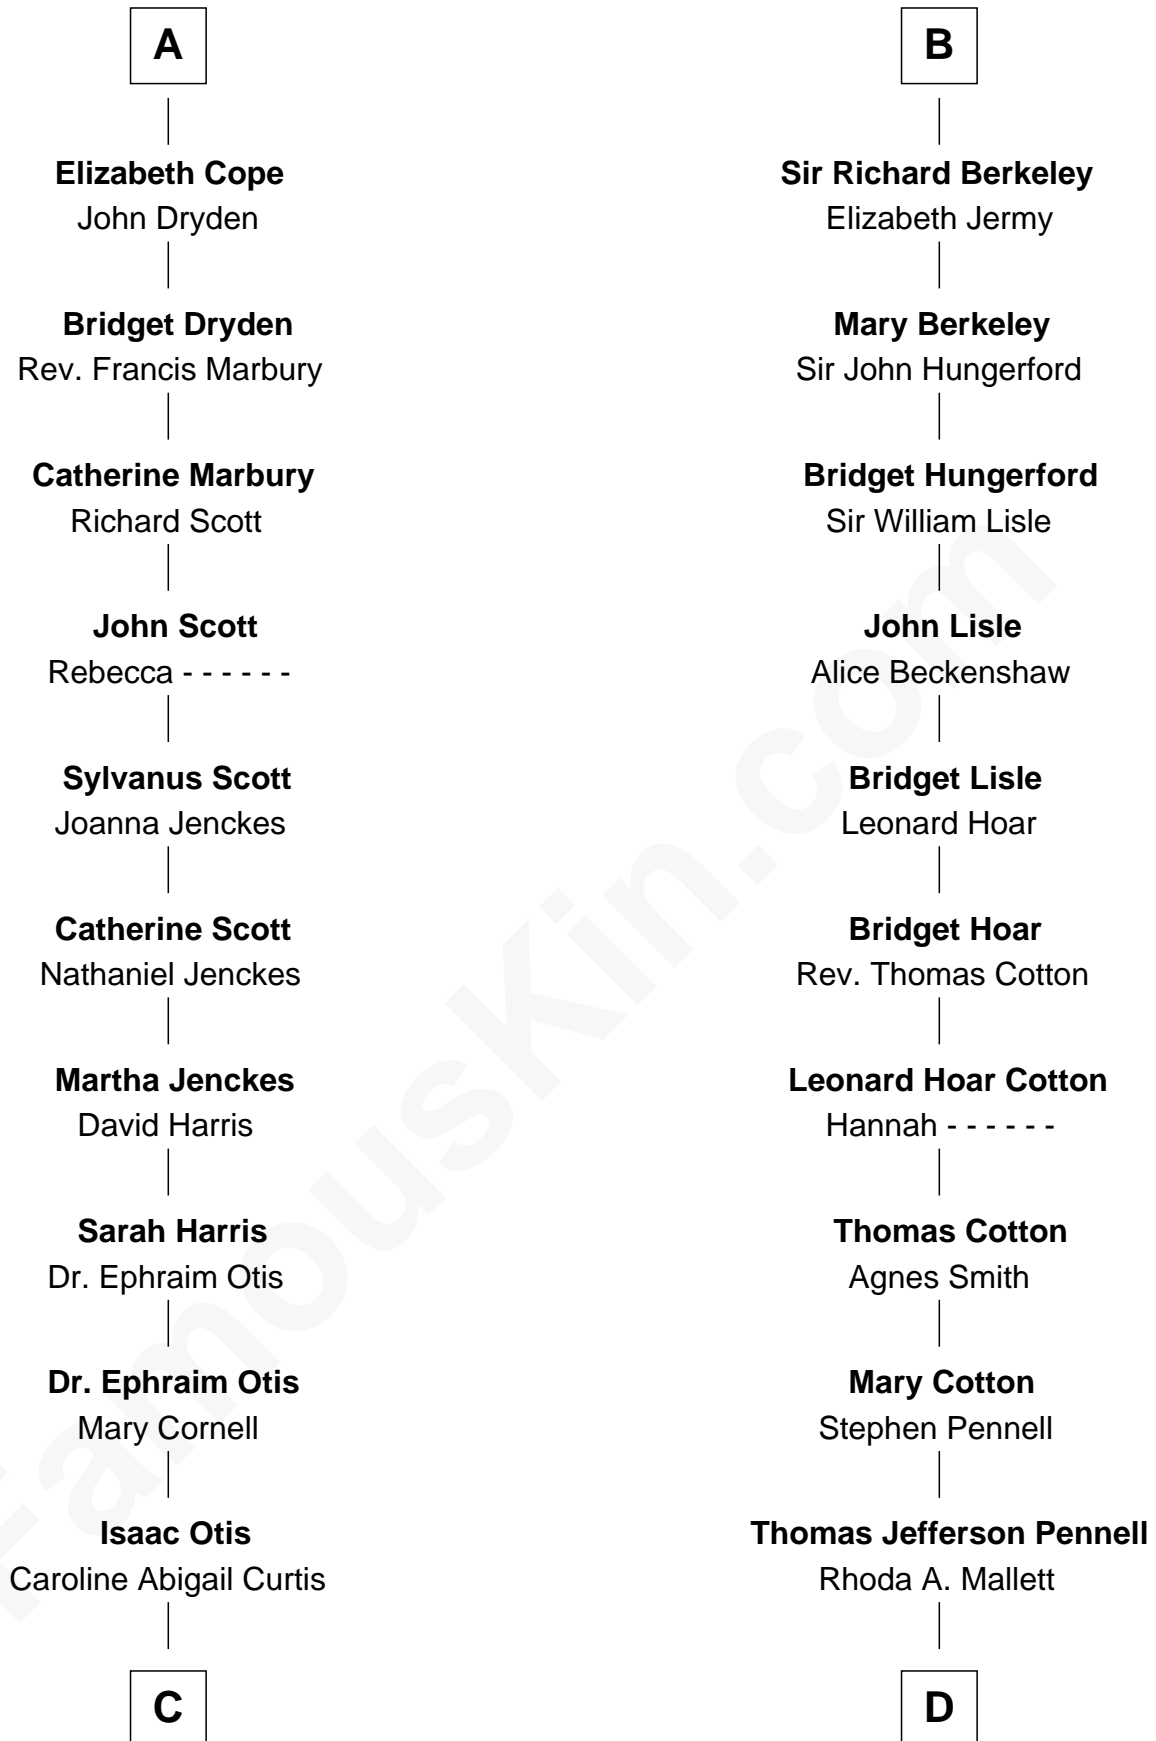 A
Elizabeth Cope
John Dryden
Bridget Dryden
Rev. Francis Marbury
Catherine Marbury
Richard Scott
John Scott
Rebecca - - - - - -
Sylvanus Scott
Joanna Jenckes
Catherine Scott
Nathaniel Jenckes
Martha Jenckes
David Harris
Sarah Harris
Dr. Ephraim Otis
Dr. Ephraim Otis
Mary Cornell
Isaac Otis
Caroline Abigail Curtis
C
B
Sir Richard Berkeley
Elizabeth Jermy
Mary Berkeley
Sir John Hungerford
Bridget Hungerford
Sir William Lisle
John Lisle
Alice Beckenshaw
Bridget Lisle
Leonard Hoar
Bridget Hoar
Rev. Thomas Cotton
Leonard Hoar Cotton
Hannah - - - - - -
Thomas Cotton
Agnes Smith
Mary Cotton
Stephen Pennell
Thomas Jefferson Pennell
Rhoda A. Mallett
D
FamousKin.com